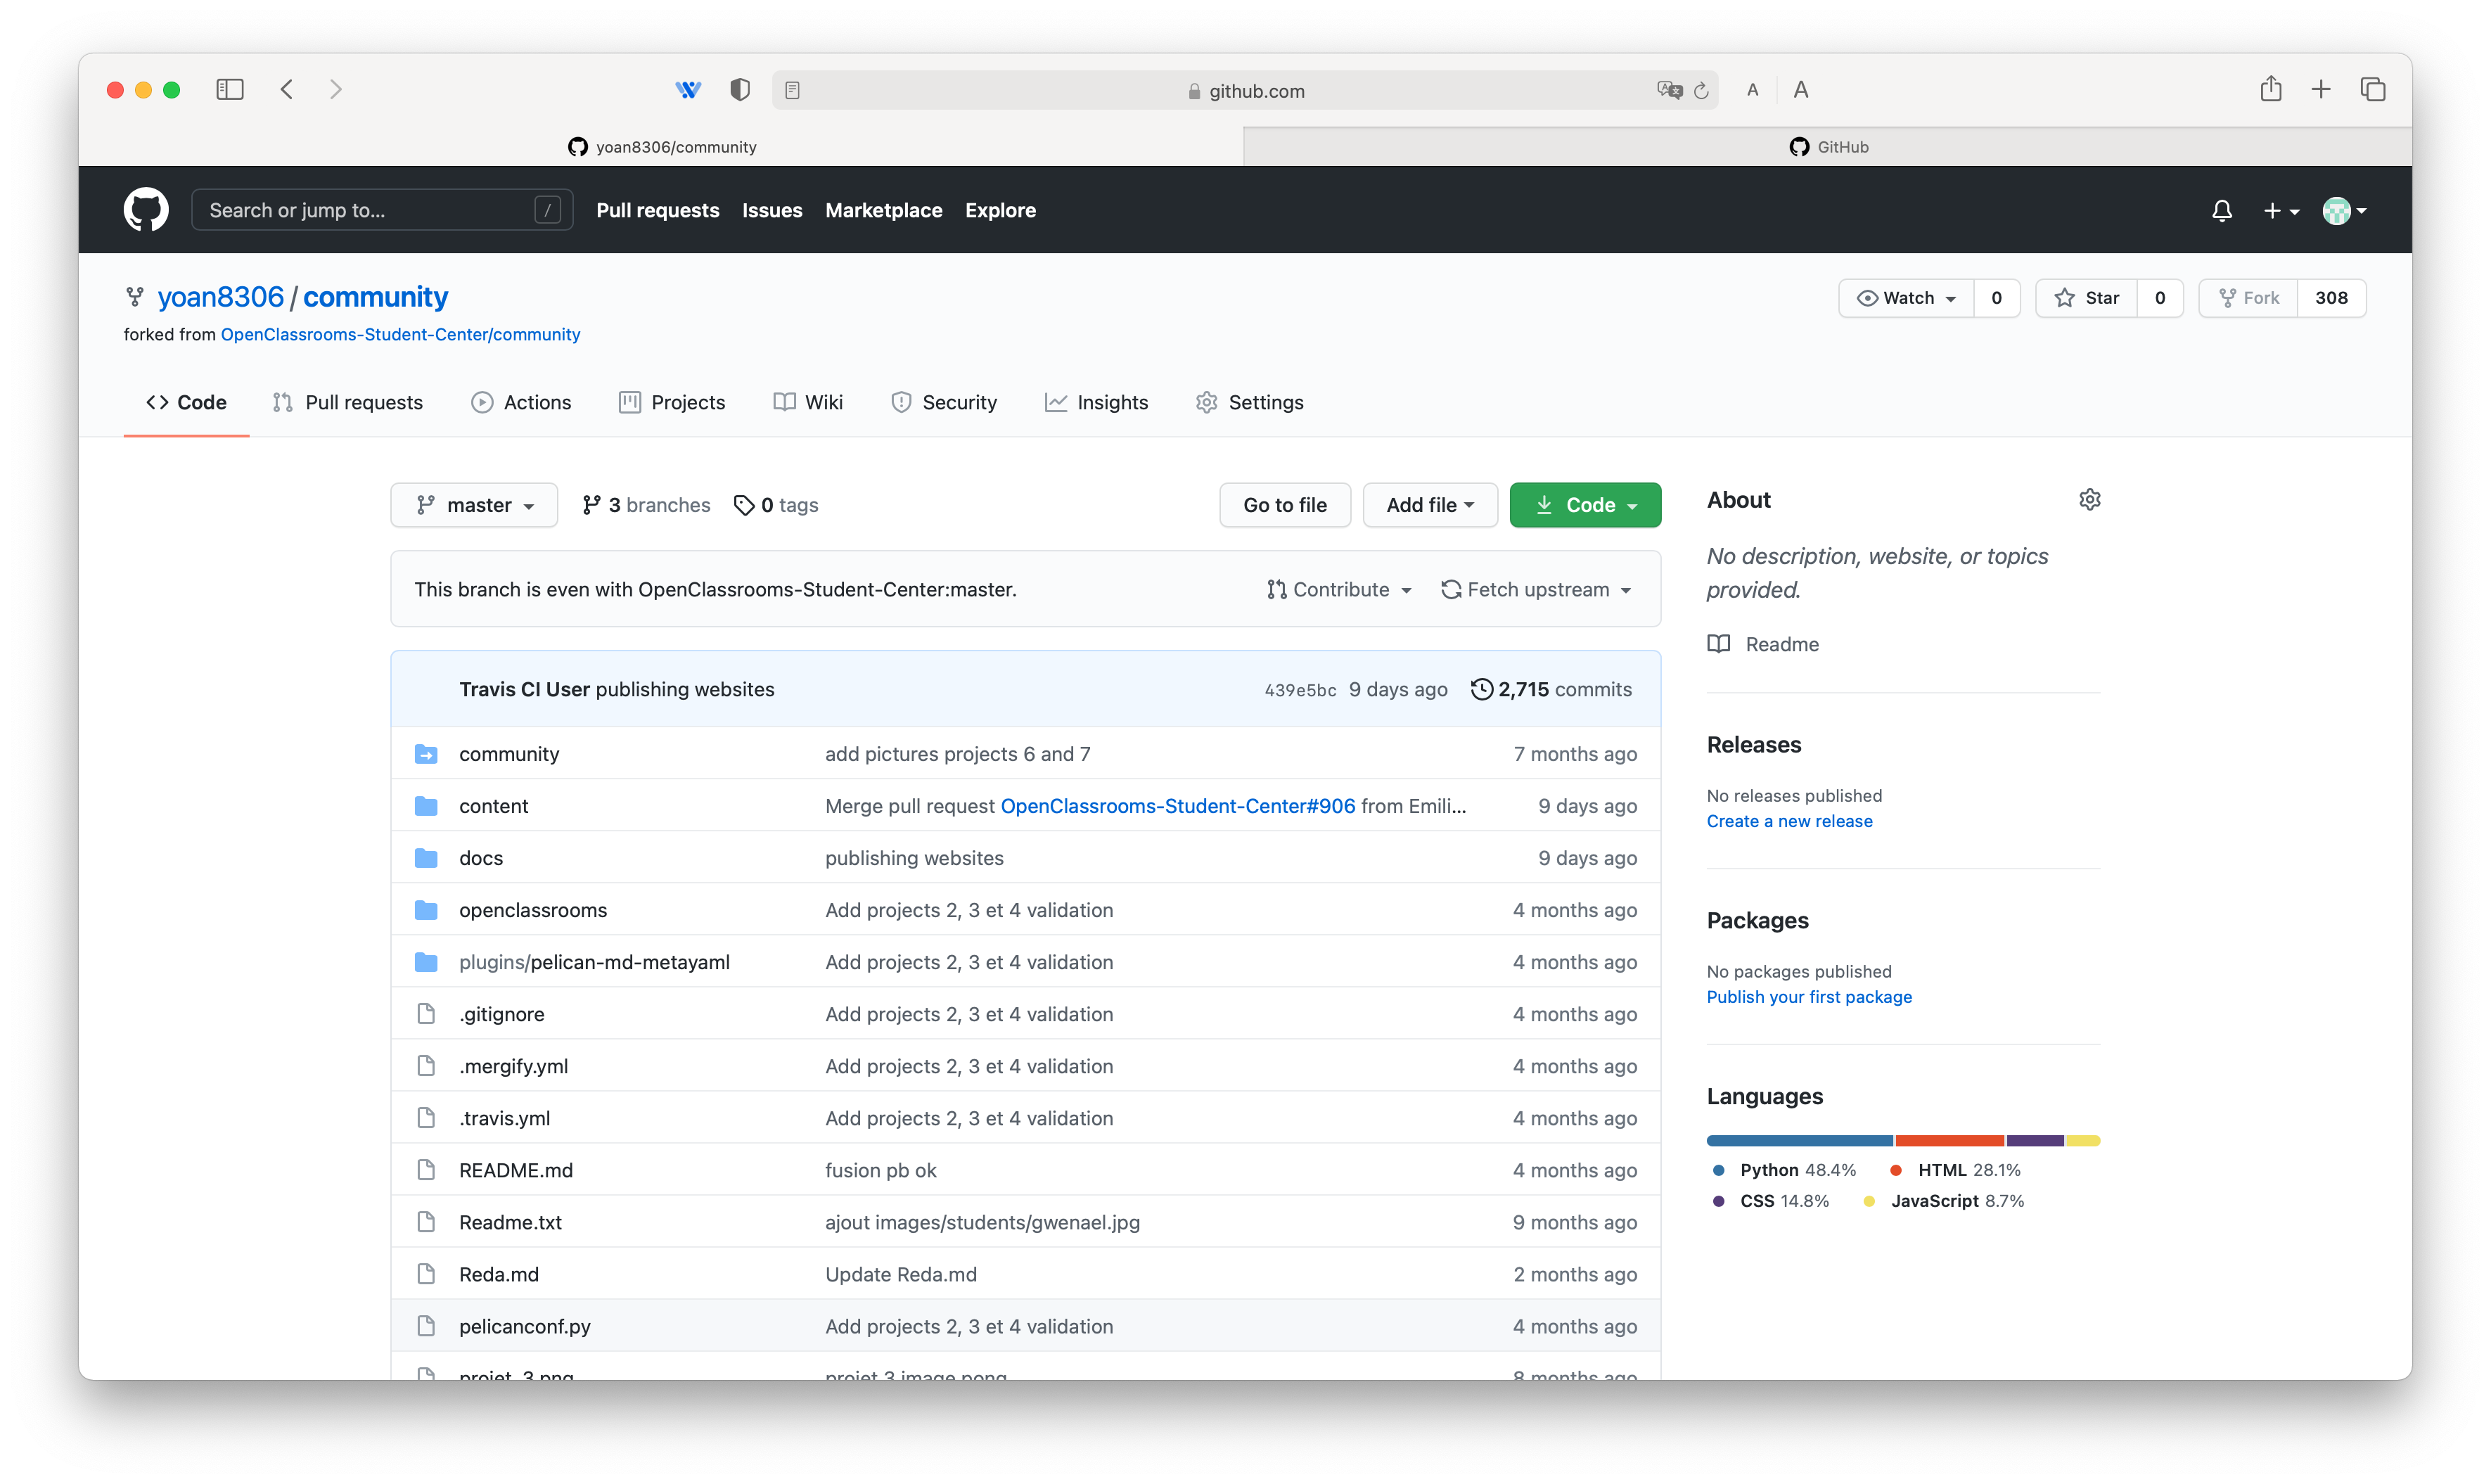 github.com
A A
yoan8306/community
GitHub
Search or jump to... /
Pull requests Issues Marketplace Explore
yoan8306 / community
Watch 0 Star 0 Fork 308
forked from OpenClassrooms-Student-Center/community
Code Pull requests Actions Projects Wiki Security Insights Settings
master 3 branches 0 tags Go to file Add file Code
This branch is even with OpenClassrooms-Student-Center:master. Contribute Fetch upstream
Travis CI User publishing websites 439e5bc 9 days ago 2,715 commits
community add pictures projects 6 and 7 7 months ago
content Merge pull request OpenClassrooms-Student-Center#906 from Emili... 9 days ago
docs publishing websites 9 days ago
openclassrooms Add projects 2, 3 et 4 validation 4 months ago
plugins/pelican-md-metayaml Add projects 2, 3 et 4 validation 4 months ago
.gitignore Add projects 2, 3 et 4 validation 4 months ago
.mergify.yml Add projects 2, 3 et 4 validation 4 months ago
.travis.yml Add projects 2, 3 et 4 validation 4 months ago
README.md fusion pb ok 4 months ago
Readme.txt ajout images/students/gwenael.jpg 9 months ago
Reda.md Update Reda.md 2 months ago
pelicanconf.py Add projects 2, 3 et 4 validation 4 months ago
projet_3.png projet 3 image pong 8 months ago
About
No description, website, or topics
provided.
Readme
Releases
No releases published
Create a new release
Packages
No packages published
Publish your first package
Languages
Python 48.4% HTML 28.1%
CSS 14.8% JavaScript 8.7%